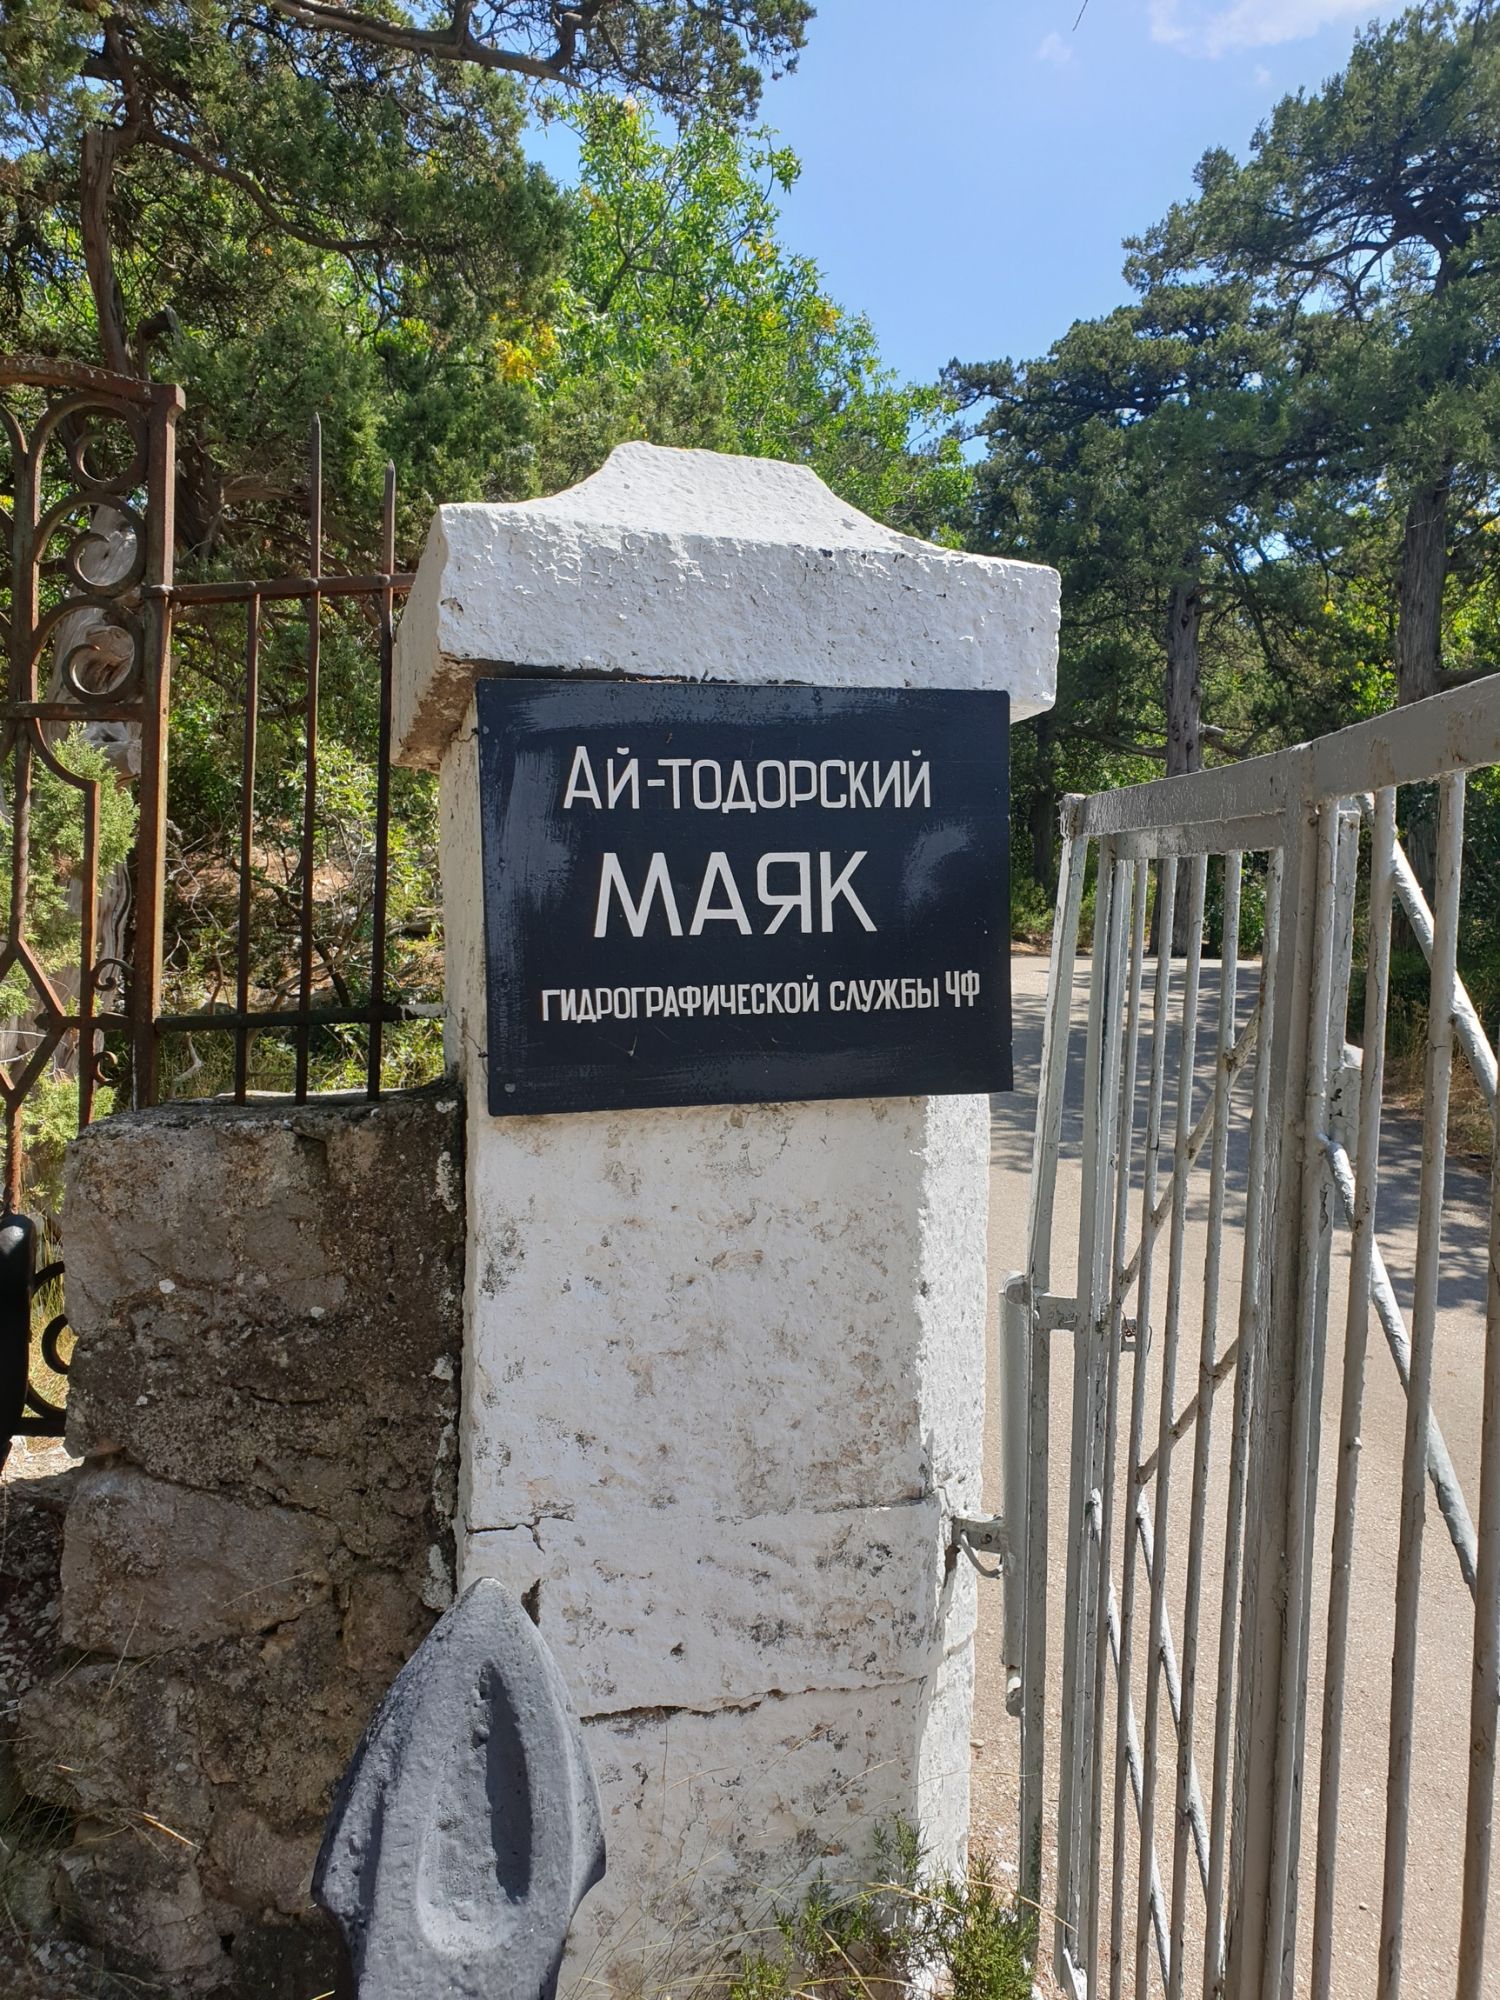 Ай-тодорский
маяк
гидрографической службы ЧФ